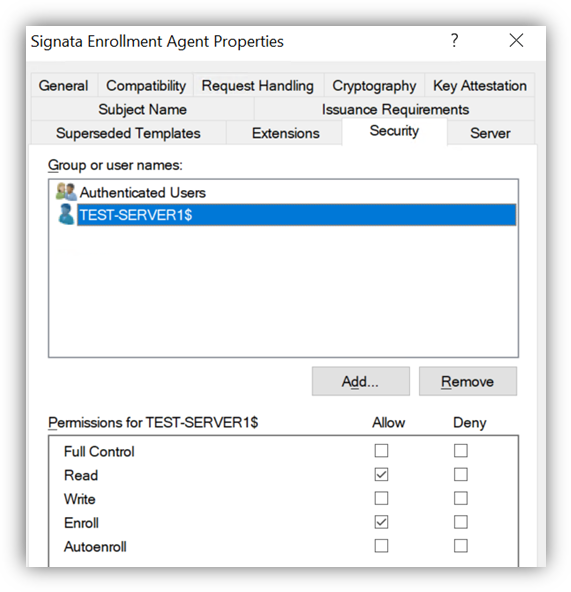 Signata Enrollment Agent Properties ?
General Compatibility Request Handling Cryptography Key Attestation
Subject Name Issuance Requirements
Superseded Templates Extensions Security Server
Group or user names:
Authenticated Users
TEST-SERVER1$
Add... Remove
Permissions for TEST-SERVER1$ Allow Deny
Full Control
Read
Write
Enroll
Autoenroll